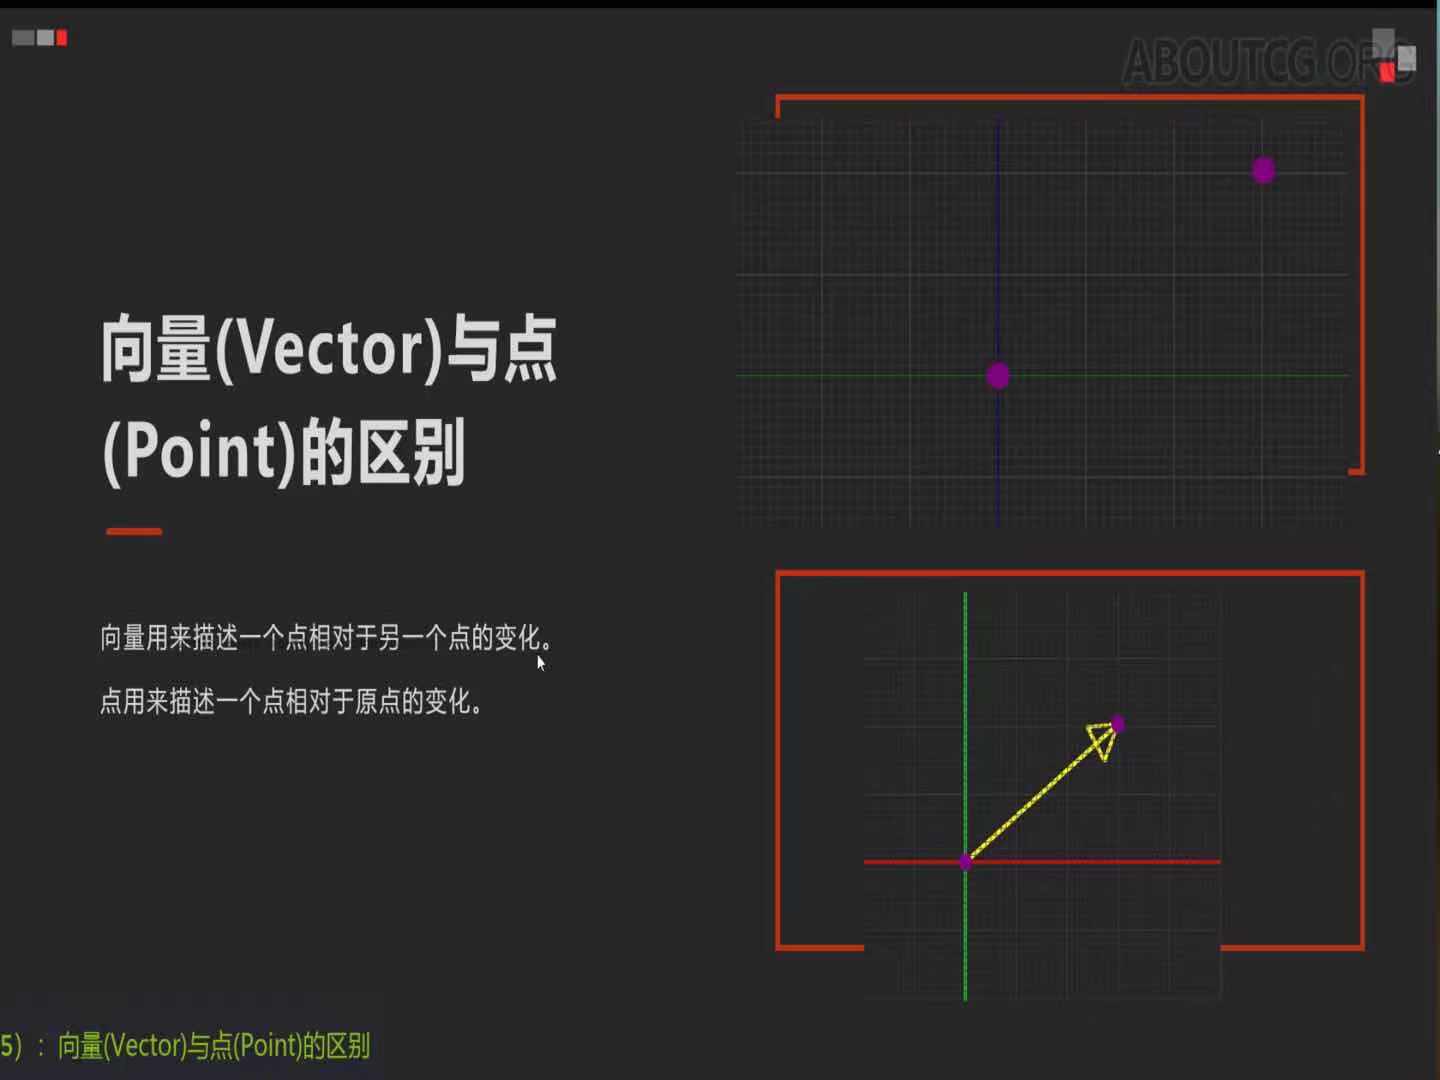 ABOUTCG.ORG
向量(Vector)与点
(Point)的区别
向量用来描述一个点相对于另一个点的变化。
点用来描述一个点相对于原点的变化。
5）：向量(Vector)与点(Point)的区别